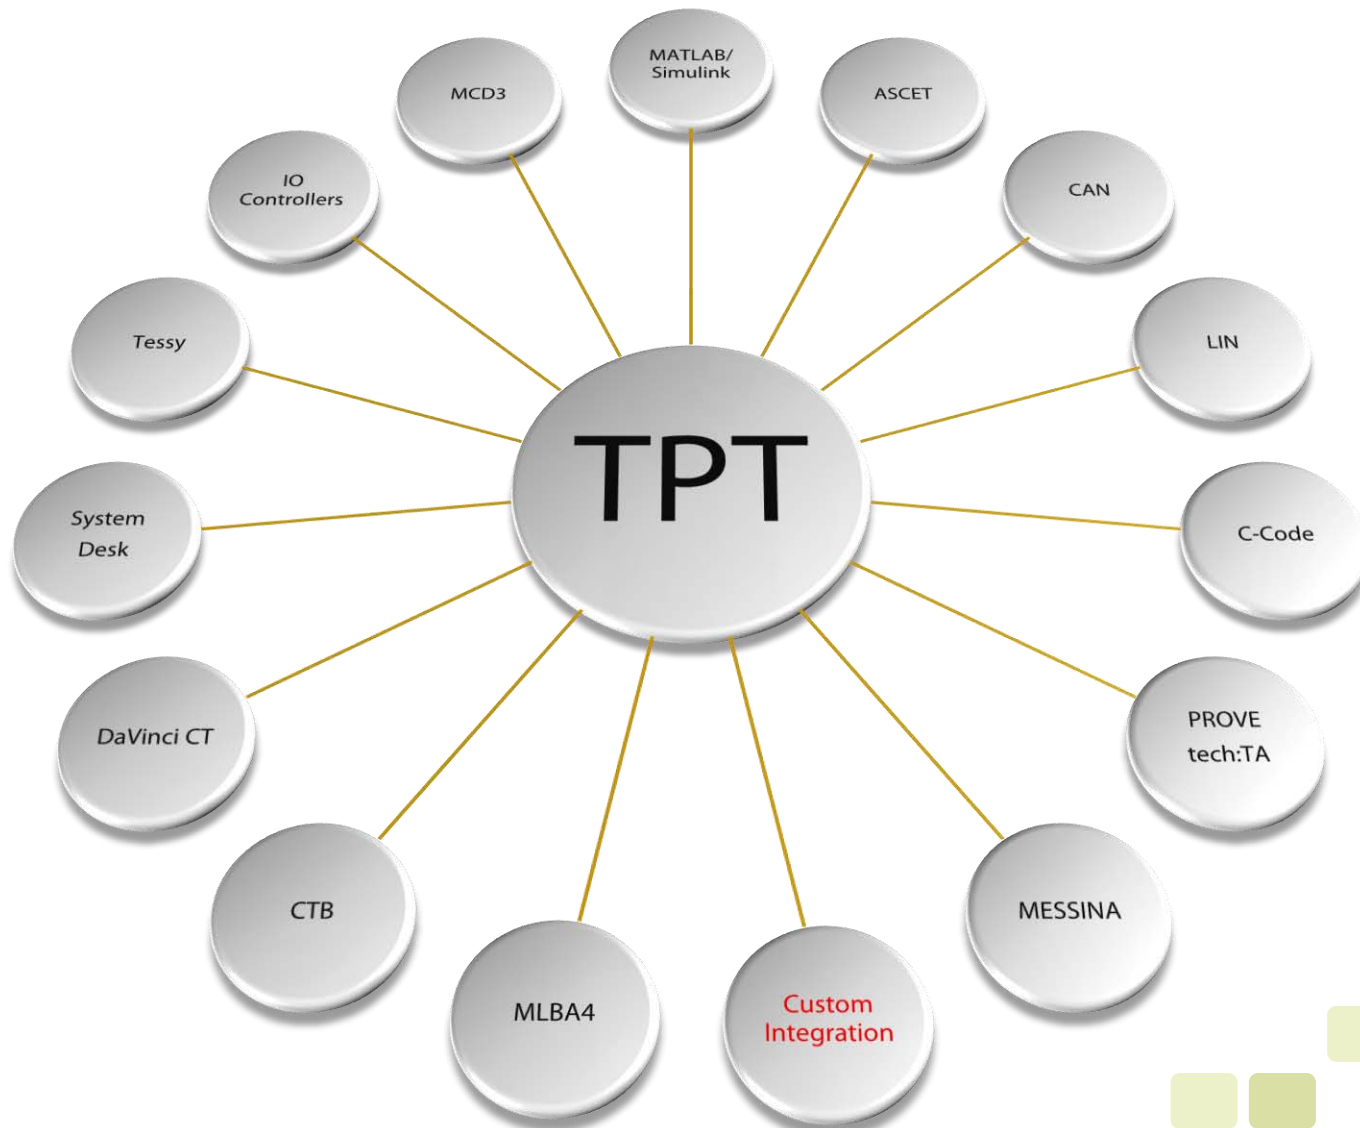 MATLAB/
Simulink
MCD3
ASCET
IO
Controllers
CAN
Tessy
LIN
TPT
System
Desk
C-Code
DaVinci CT
PROVE
tech:TA
CTB
MESSINA
MLBA4
Custom
Integration